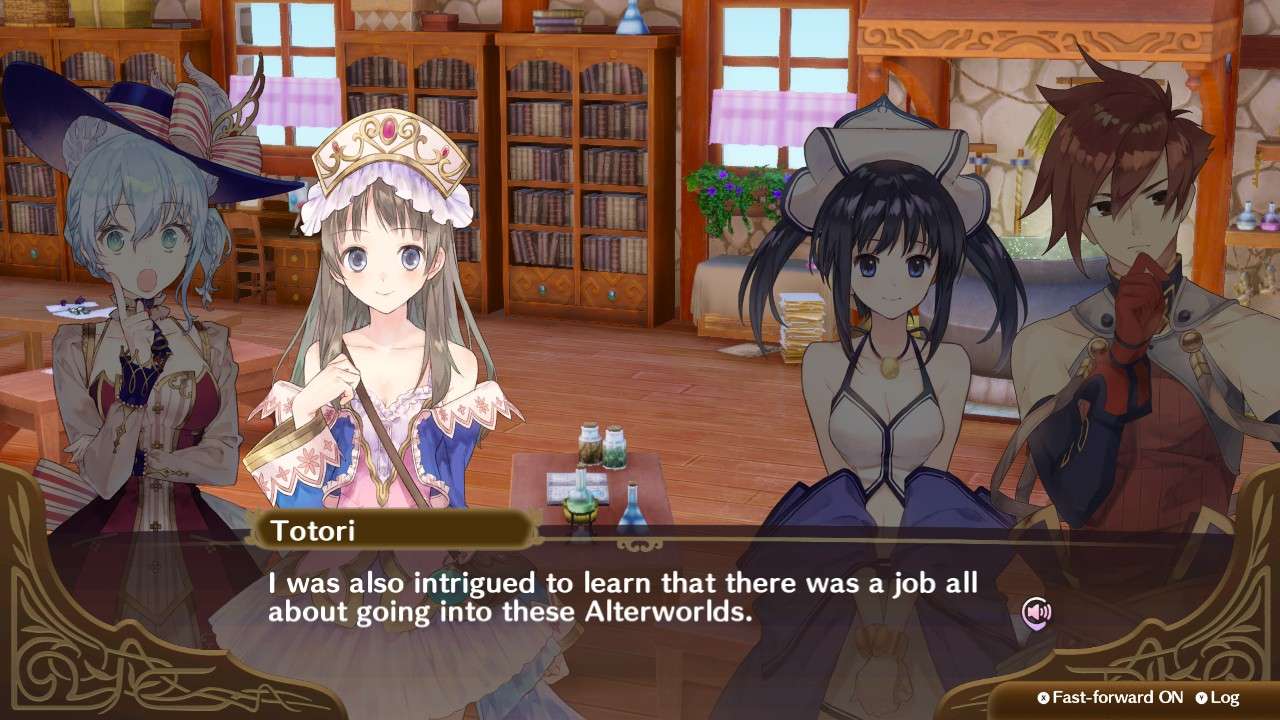 Totori
I was also intrigued to learn that there was a job all
about going into these Alterworlds.
X Fast-forward ON Y Log